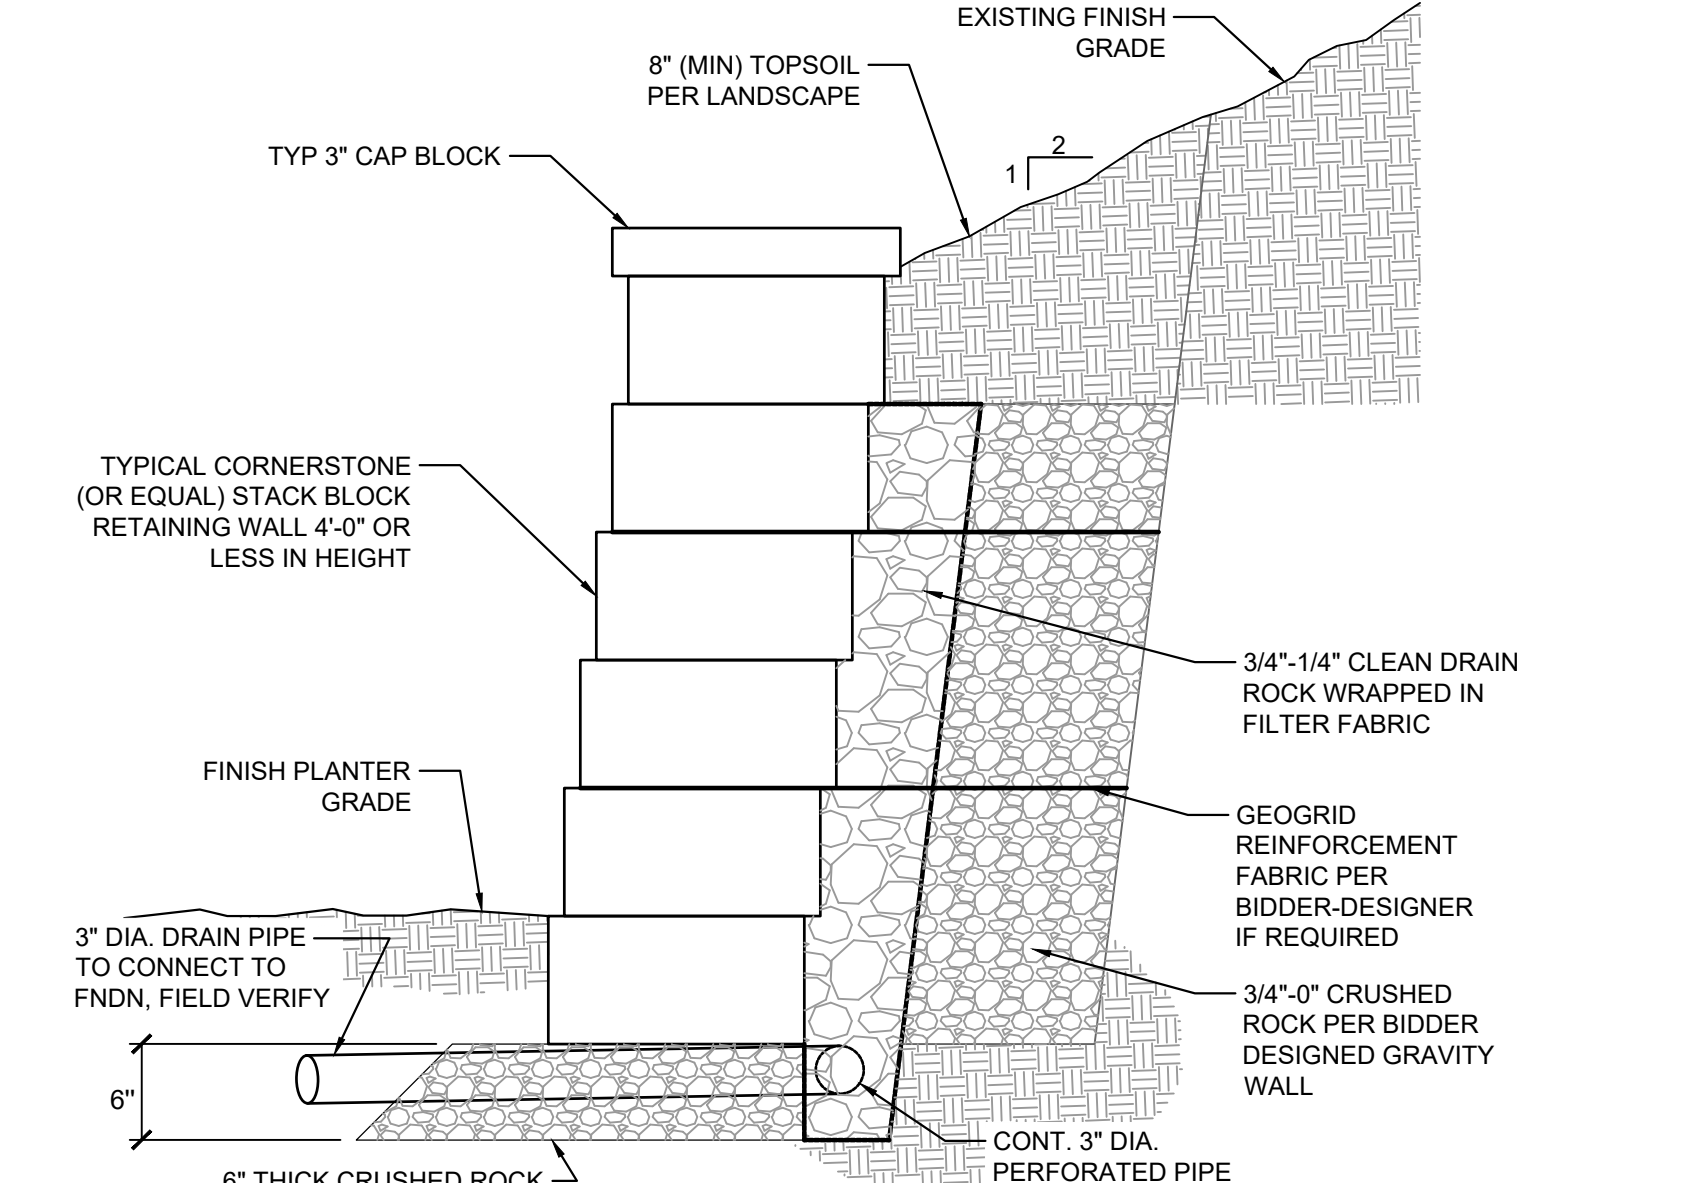 EXISTING FINISH
GRADE
8" (MIN) TOPSOIL
PER LANDSCAPE
2
1
TYP 3" CAP BLOCK
TYPICAL CORNERSTONE
(OR EQUAL) STACK BLOCK
RETAINING WALL 4'-0" OR
LESS IN HEIGHT
3/4"-1/4" CLEAN DRAIN
ROCK WRAPPED IN
FILTER FABRIC
FINISH PLANTER
GRADE
GEOGRID
REINFORCEMENT
FABRIC PER
BIDDER-DESIGNER
IF REQUIRED
3" DIA. DRAIN PIPE
TO CONNECT TO
FNDN, FIELD VERIFY
3/4"-0" CRUSHED
ROCK PER BIDDER
DESIGNED GRAVITY
WALL
6"
CONT. 3" DIA.
PERFORATED PIPE
6" THICK CRUSHED ROCK